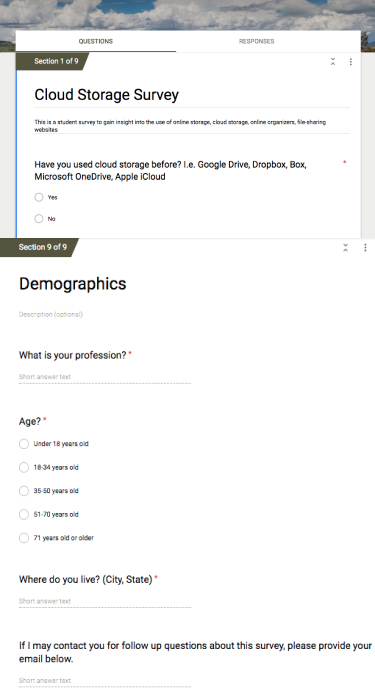 QUESTIONS
RESPONSES
Section 1 of 9
Cloud Storage Survey
This is a student survey to gain insight into the use of online storage, cloud storage, online organizers, file-sharing
websites
Have you used cloud storage before? I.e. Google Drive, Dropbox, Box, *
Microsoft OneDrive, Apple iCloud
Yes
No
Section 9 of 9
Demographics
Description (optional)
What is your profession? *
Short answer text
Age? *
Under 18 years old
18-34 years old
35-50 years old
51-70 years old
71 years old or older
Where do you live? (City, State) *
Short answer text
If I may contact you for follow up questions about this survey, please provide your
email below.
Short answer text